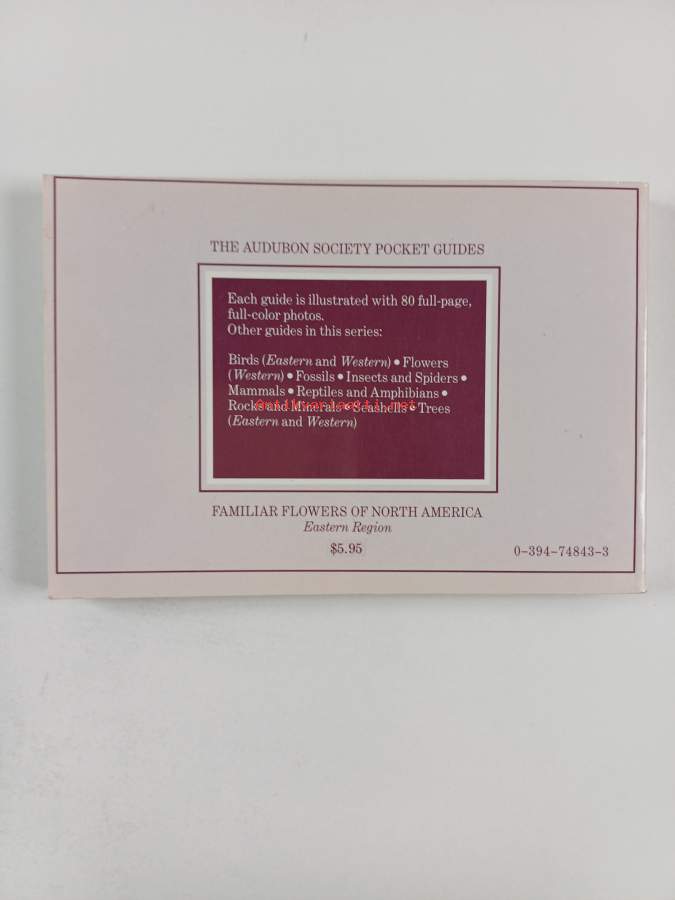 THE AUDUBON SOCIETY POCKET GUIDES
Each guide is illustrated with 80 full-page,
full-color photos.
Other guides in this series:
Birds (Eastern and Western) • Flowers
(Western) • Fossils • Insects and Spiders •
Mammals • Reptiles and Amphibians •
Rocks and Minerals • Seashells • Trees
(Eastern and Western)
FAMILIAR FLOWERS OF NORTH AMERICA
Eastern Region
$5.95
0-394-74843-3